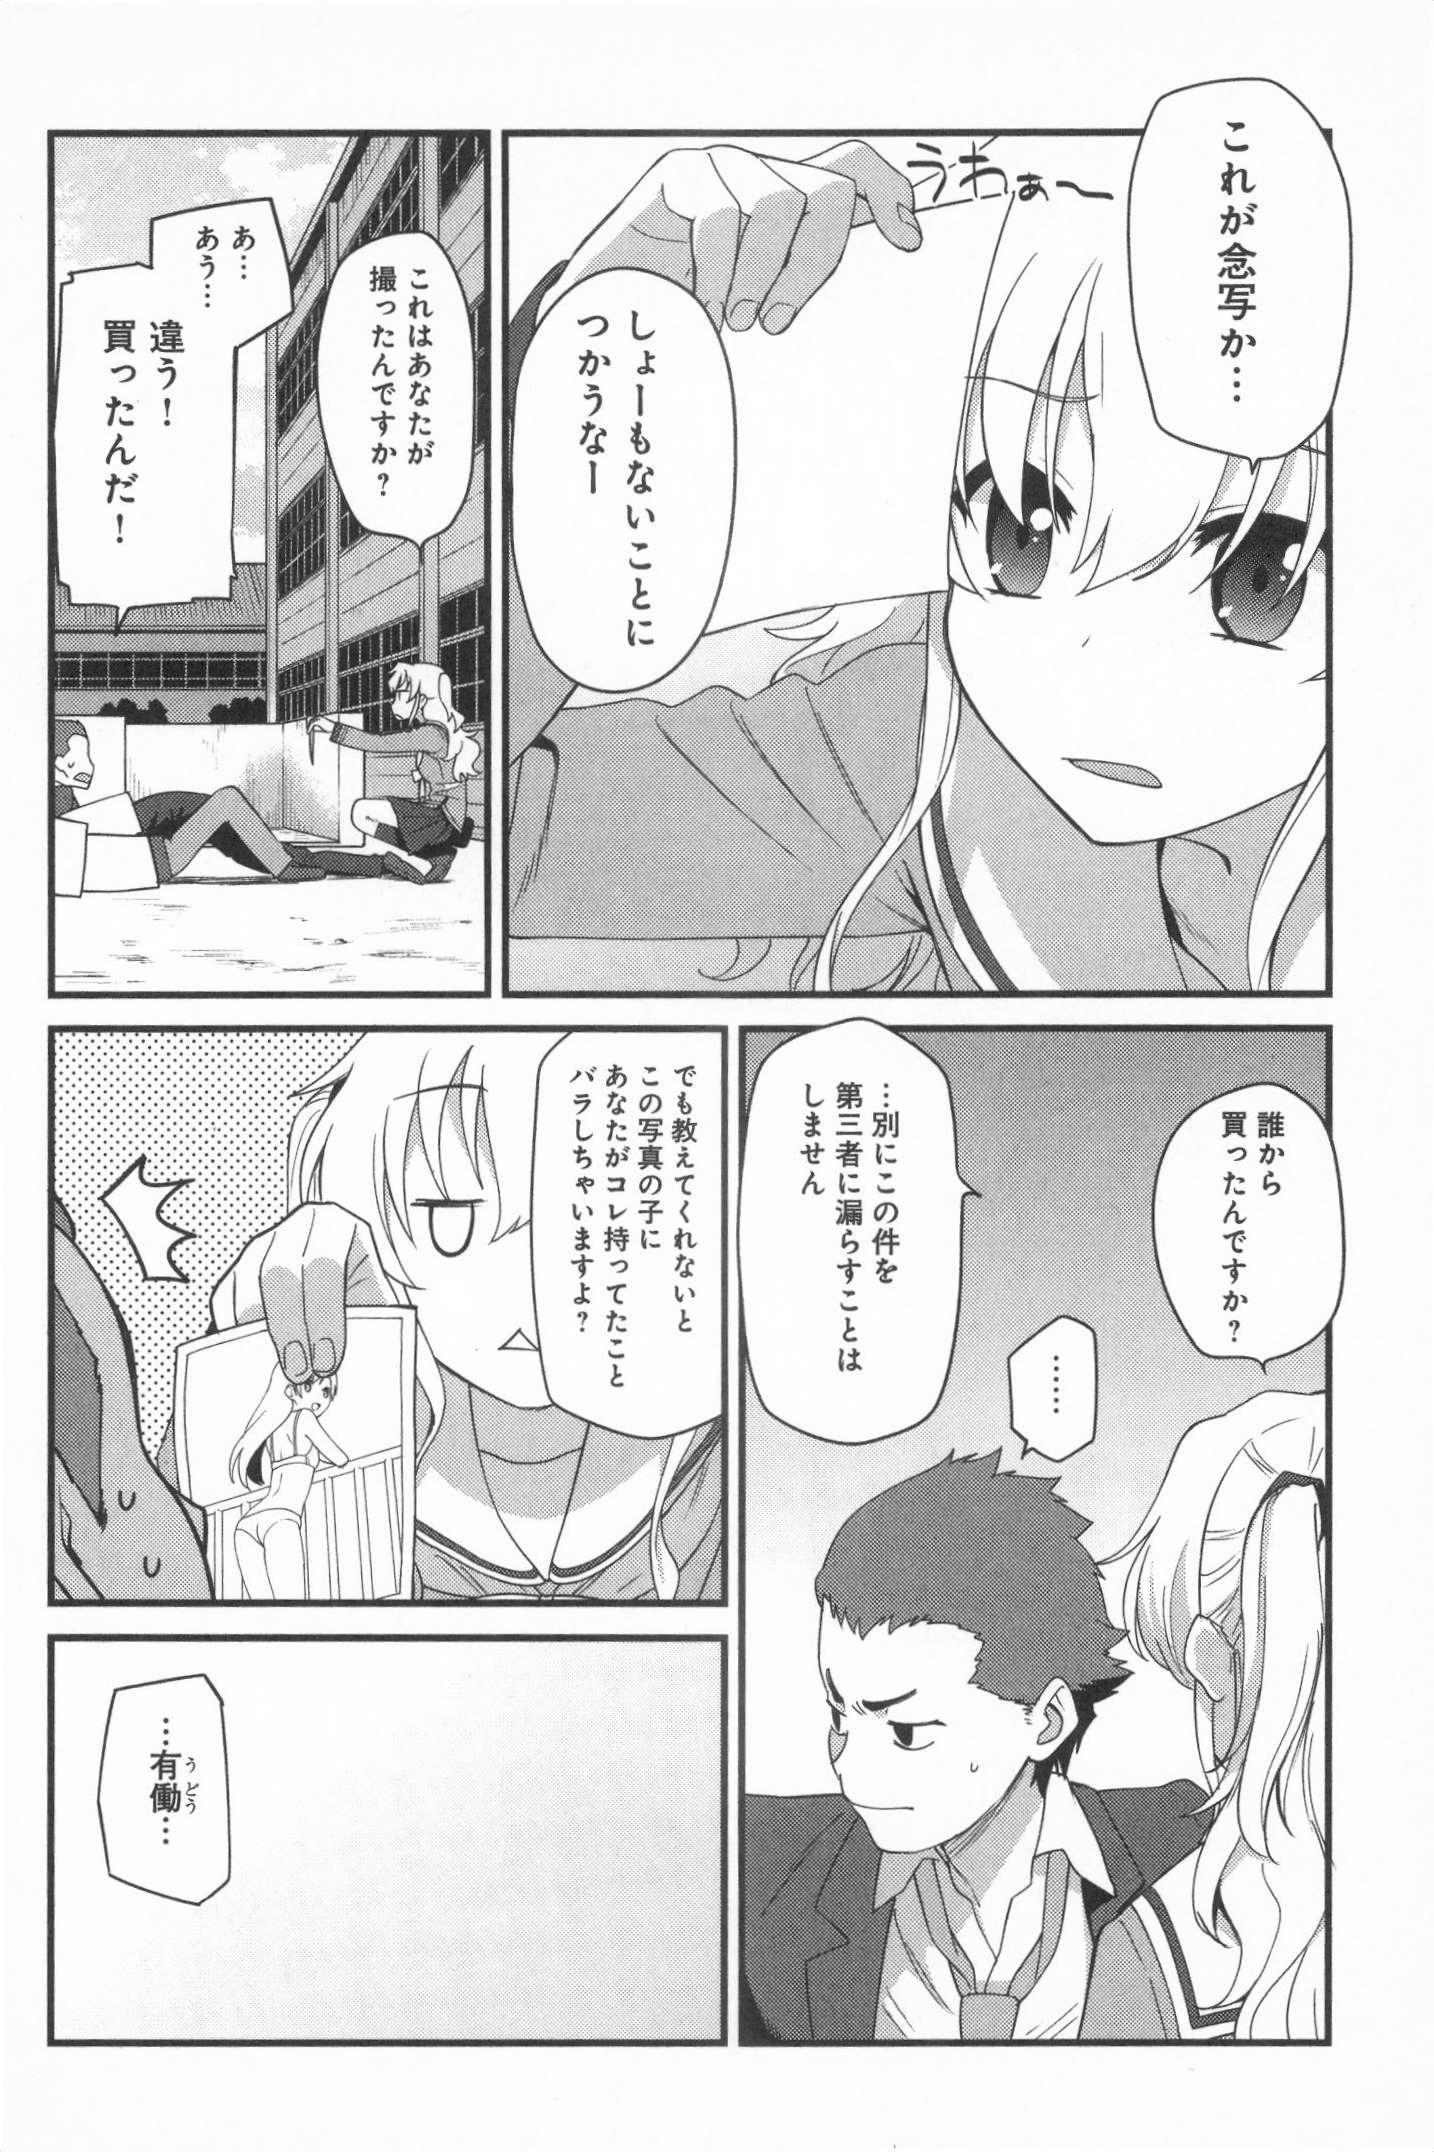 これが念写か…
うわぁ～
しょーもないことに
つかうなー
これはあなたが
撮ったんですか？
あ…
あう…
違う！
買ったんだ！
誰から
買ったんですか？
……
…別にこの件を
第三者に漏らすことは
しません
でも教えてくれないと
この写真の子に
あなたがコレ持ってたこと
バラしちゃいますよ？
…有働…
うどう